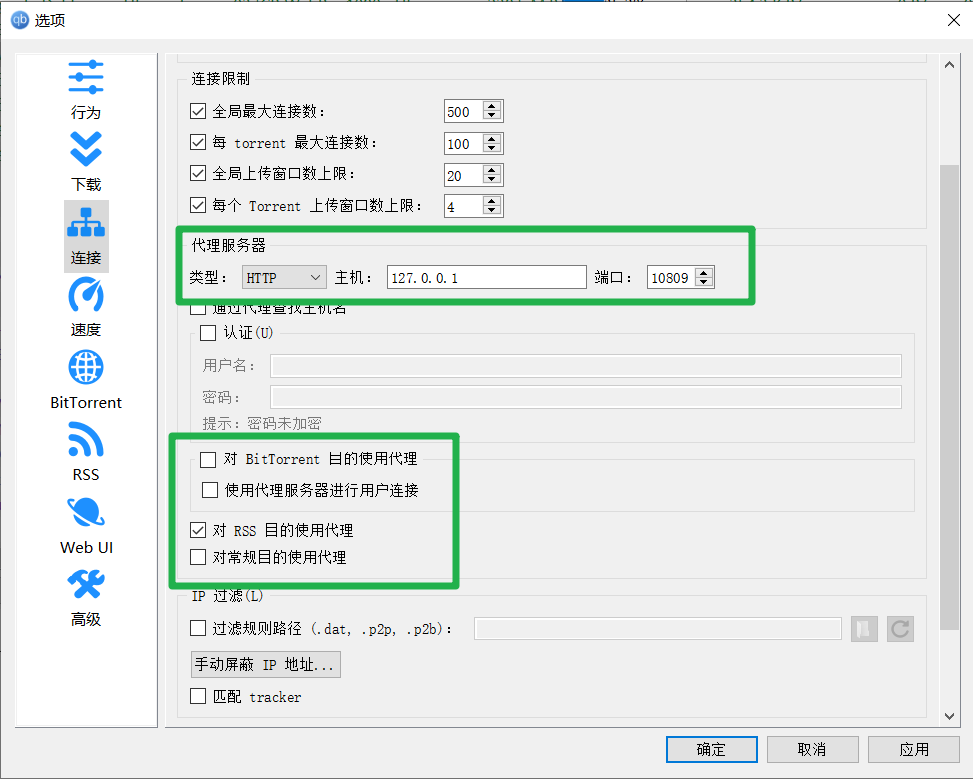 qb 选项
行为
下载
连接
速度
BitTorrent
RSS
Web UI
高级
连接限制
全局最大连接数: 500
每 torrent 最大连接数: 100
全局上传窗口数上限: 20
每个 Torrent 上传窗口数上限: 4
代理服务器
类型: HTTP 主机: 127.0.0.1 端口: 10809
通过代理查找主机名
认证(U)
用户名:
密码:
提示:密码未加密
对 BitTorrent 目的使用代理
使用代理服务器进行用户连接
对 RSS 目的使用代理
对常规目的使用代理
IP 过滤(L)
过滤规则路径 (.dat, .p2p, .p2b):
手动屏蔽 IP 地址...
匹配 tracker
确定 取消 应用